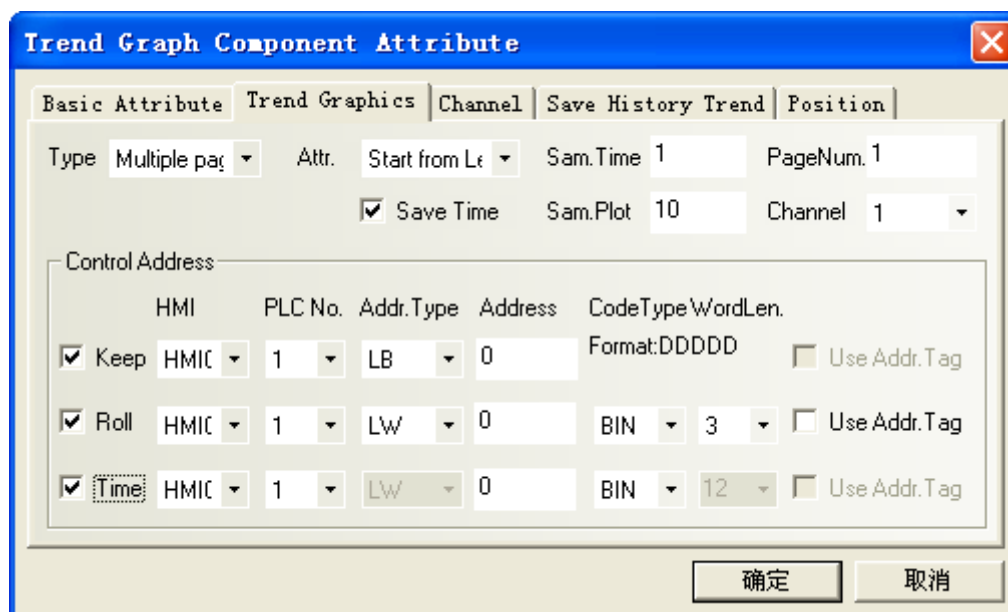 Trend Graph Component Attribute
Basic Attribute Trend Graphics Channel Save History Trend Position
Type Multiple pag Attr. Start from Le Sam.Time 1 PageNum. 1
Save Time Sam.Plot 10 Channel 1
Control Address
HMI PLC No. Addr.Type Address CodeType WordLen.
Keep HMIC 1 LB 0 Format:DDDDD Use Addr.Tag
Roll HMIC 1 LW 0 BIN 3 Use Addr.Tag
Time HMIC 1 LW 0 BIN 12 Use Addr.Tag
确定 取消